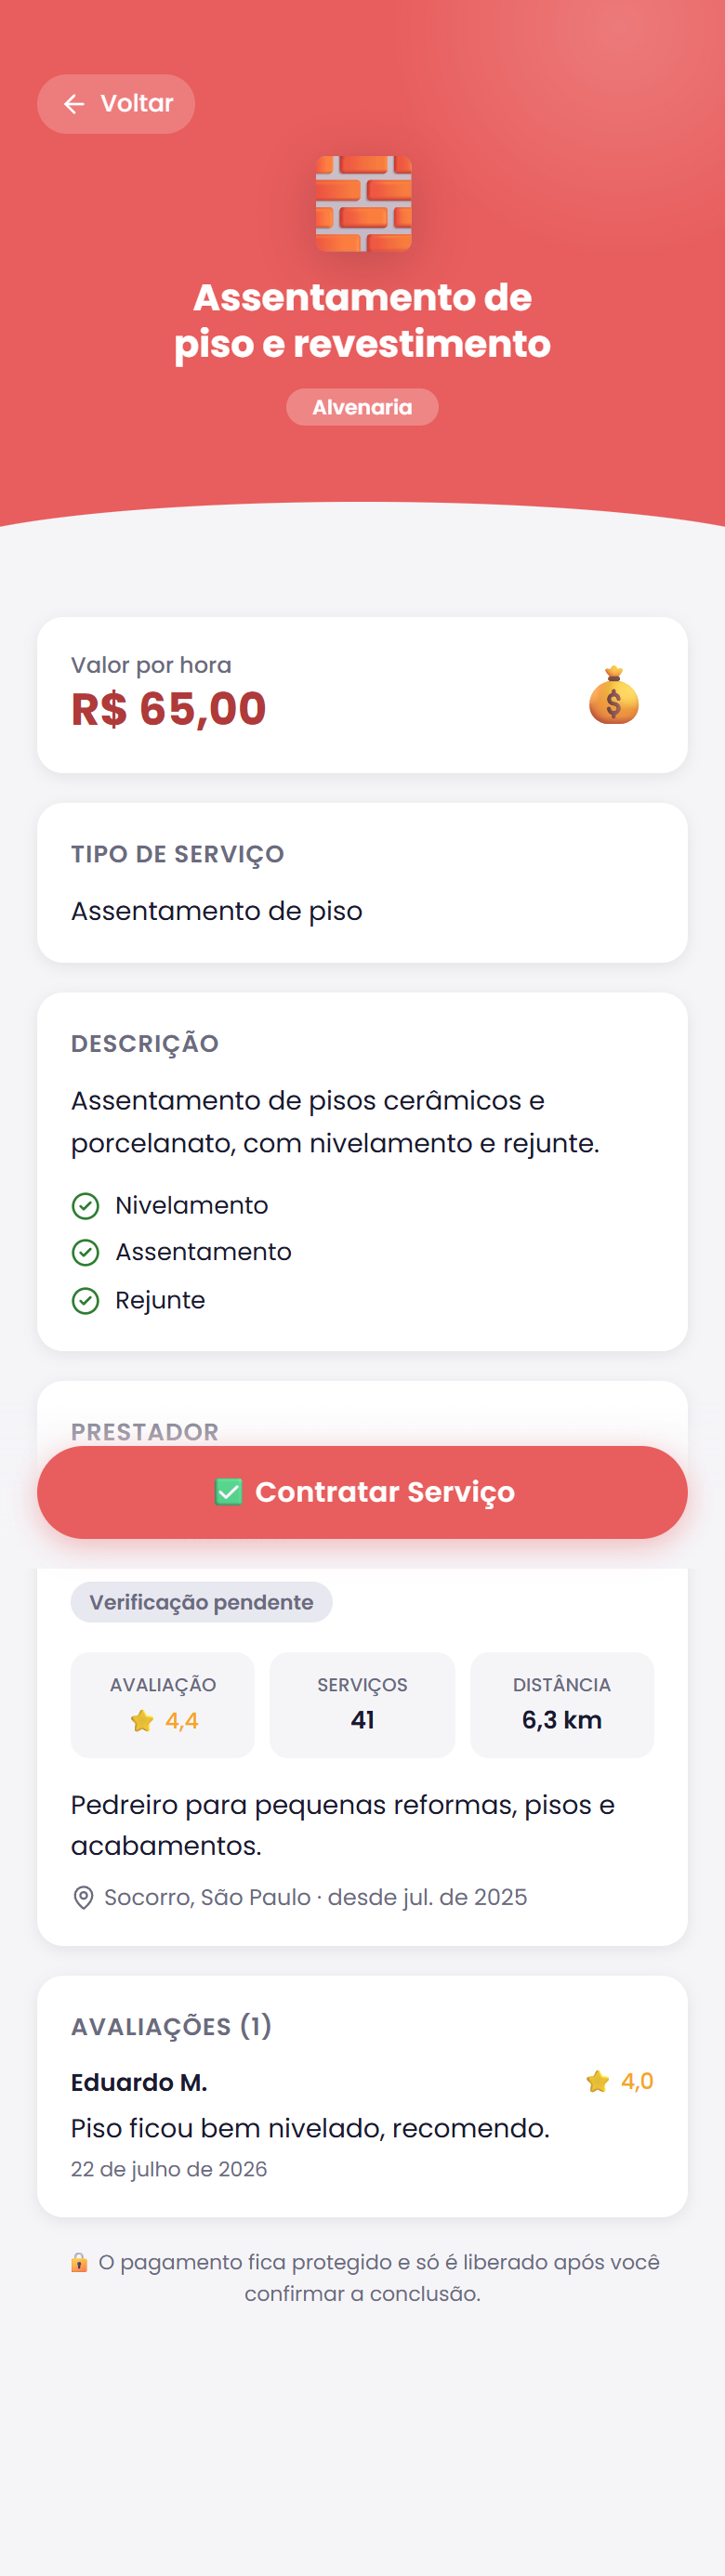 Voltar
Assentamento de
piso e revestimento
Alvenaria
Valor por hora
R$ 65,00
TIPO DE SERVIÇO
Assentamento de piso
DESCRIÇÃO
Assentamento de pisos cerâmicos e
porcelanato, com nivelamento e rejunte.
Nivelamento
Assentamento
Rejunte
PRESTADOR
✅ Contratar Serviço
Verificação pendente
AVALIAÇÃO SERVIÇOS DISTÂNCIA
⭐ 4,4 41 6,3 km
Pedreiro para pequenas reformas, pisos e
acabamentos.
Socorro, São Paulo · desde jul. de 2025
AVALIAÇÕES (1)
Eduardo M. ⭐ 4,0
Piso ficou bem nivelado, recomendo.
22 de julho de 2026
🔒 O pagamento fica protegido e só é liberado após você
confirmar a conclusão.